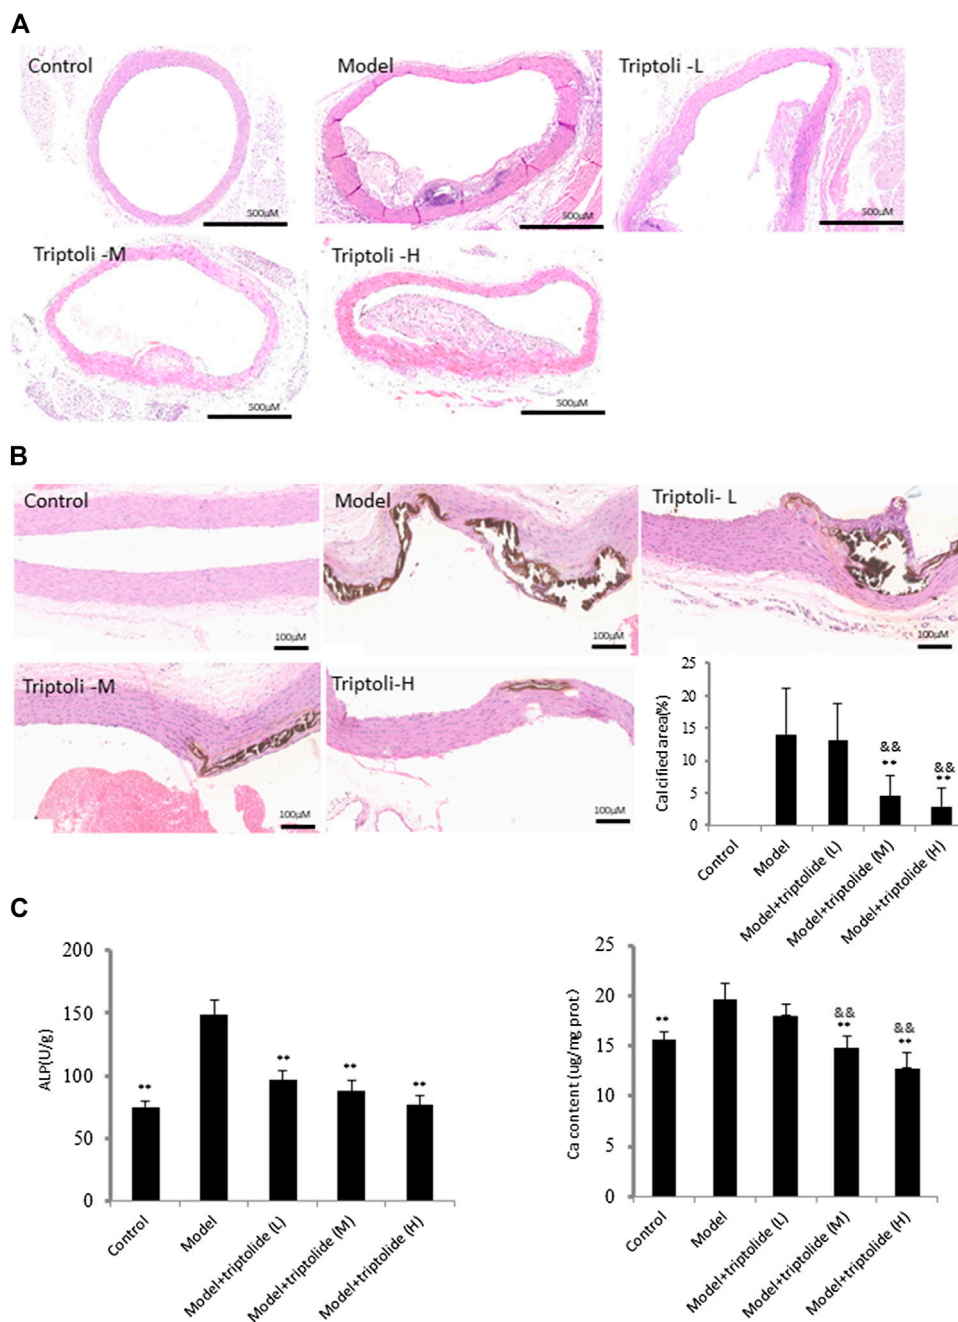 A
Control
Model
Triptoli -L
500µM
500µM
500µM
Triptoli -M
Triptoli -H
500µM
500µM
B
Control
Model
Triptoli- L
100µM
100µM
100µM
Triptoli -M
Triptoli-H
100µM
100µM
Calcified area(%)
25
20
15
10
5
0
&&
**
&&
**
Control
Model
Model+triptolide (L)
Model+triptolide (M)
Model+triptolide (H)
C
ALP(U/g)
200
150
100
50
0
**
**
**
**
Control
Model
Model+triptolide (L)
Model+triptolide (M)
Model+triptolide (H)
Ca content (ug/mg prot)
25
20
15
10
5
0
**
&&
**
&&
**
Control
Model
Model+triptolide (L)
Model+triptolide (M)
Model+triptolide (H)